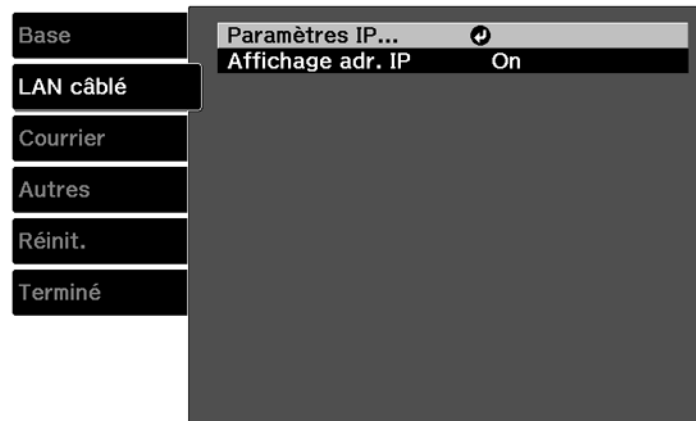 Base
LAN câblé
Courrier
Autres
Réinit.
Terminé
Paramètres IP...
Affichage adr. IP On